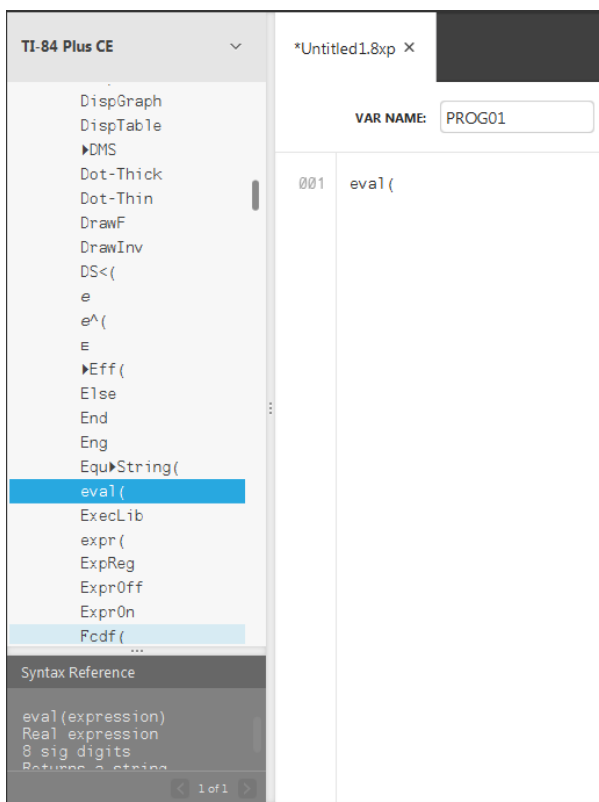 TI-84 Plus CE
*Untitled1.8xp ×
VAR NAME: PROG01
DispGraph
DispTable
▶DMS
Dot-Thick
Dot-Thin
DrawF
DrawInv
DS<(
e
e^(
ᴇ
▶Eff(
Else
End
Eng
Equ▶String(
eval(
ExecLib
expr(
ExpReg
ExprOff
ExprOn
Fcdf(
001 eval(
Syntax Reference
eval(expression)
Real expression
8 sig digits
Returns a string
1 of 1